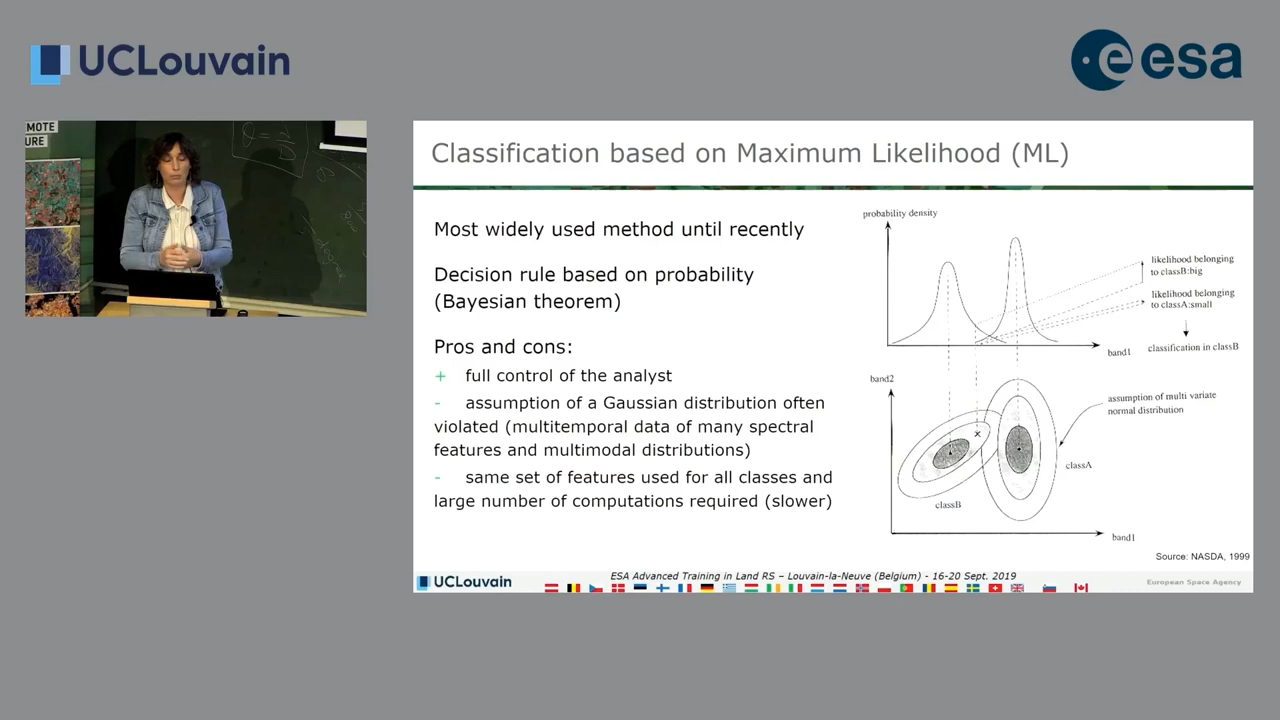 UCLouvain
esa
MOTE
URE
Classification based on Maximum Likelihood (ML)
Most widely used method until recently
Decision rule based on probability
(Bayesian theorem)
Pros and cons:
+ full control of the analyst
- assumption of a Gaussian distribution often
violated (multitemporal data of many spectral
features and multimodal distributions)
- same set of features used for all classes and
large number of computations required (slower)
probability density
likelihood belonging
to classB:big
likelihood belonging
to classA:small
classification in classB
band1
band2
assumption of multi variate
normal distribution
classA
classB
band1
Source: NASDA, 1999
UCLouvain
ESA Advanced Training in Land RS – Louvain-la-Neuve (Belgium) - 16-20 Sept. 2019
European Space Agency